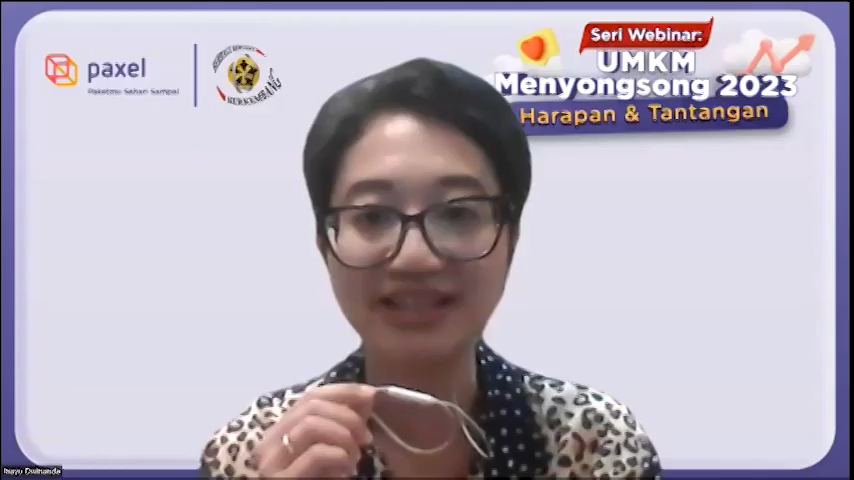 paxel
Paketmu Sehari Sampai
Seri Webinar:
UMKM
Menyongsong 2023
Harapan & Tantangan